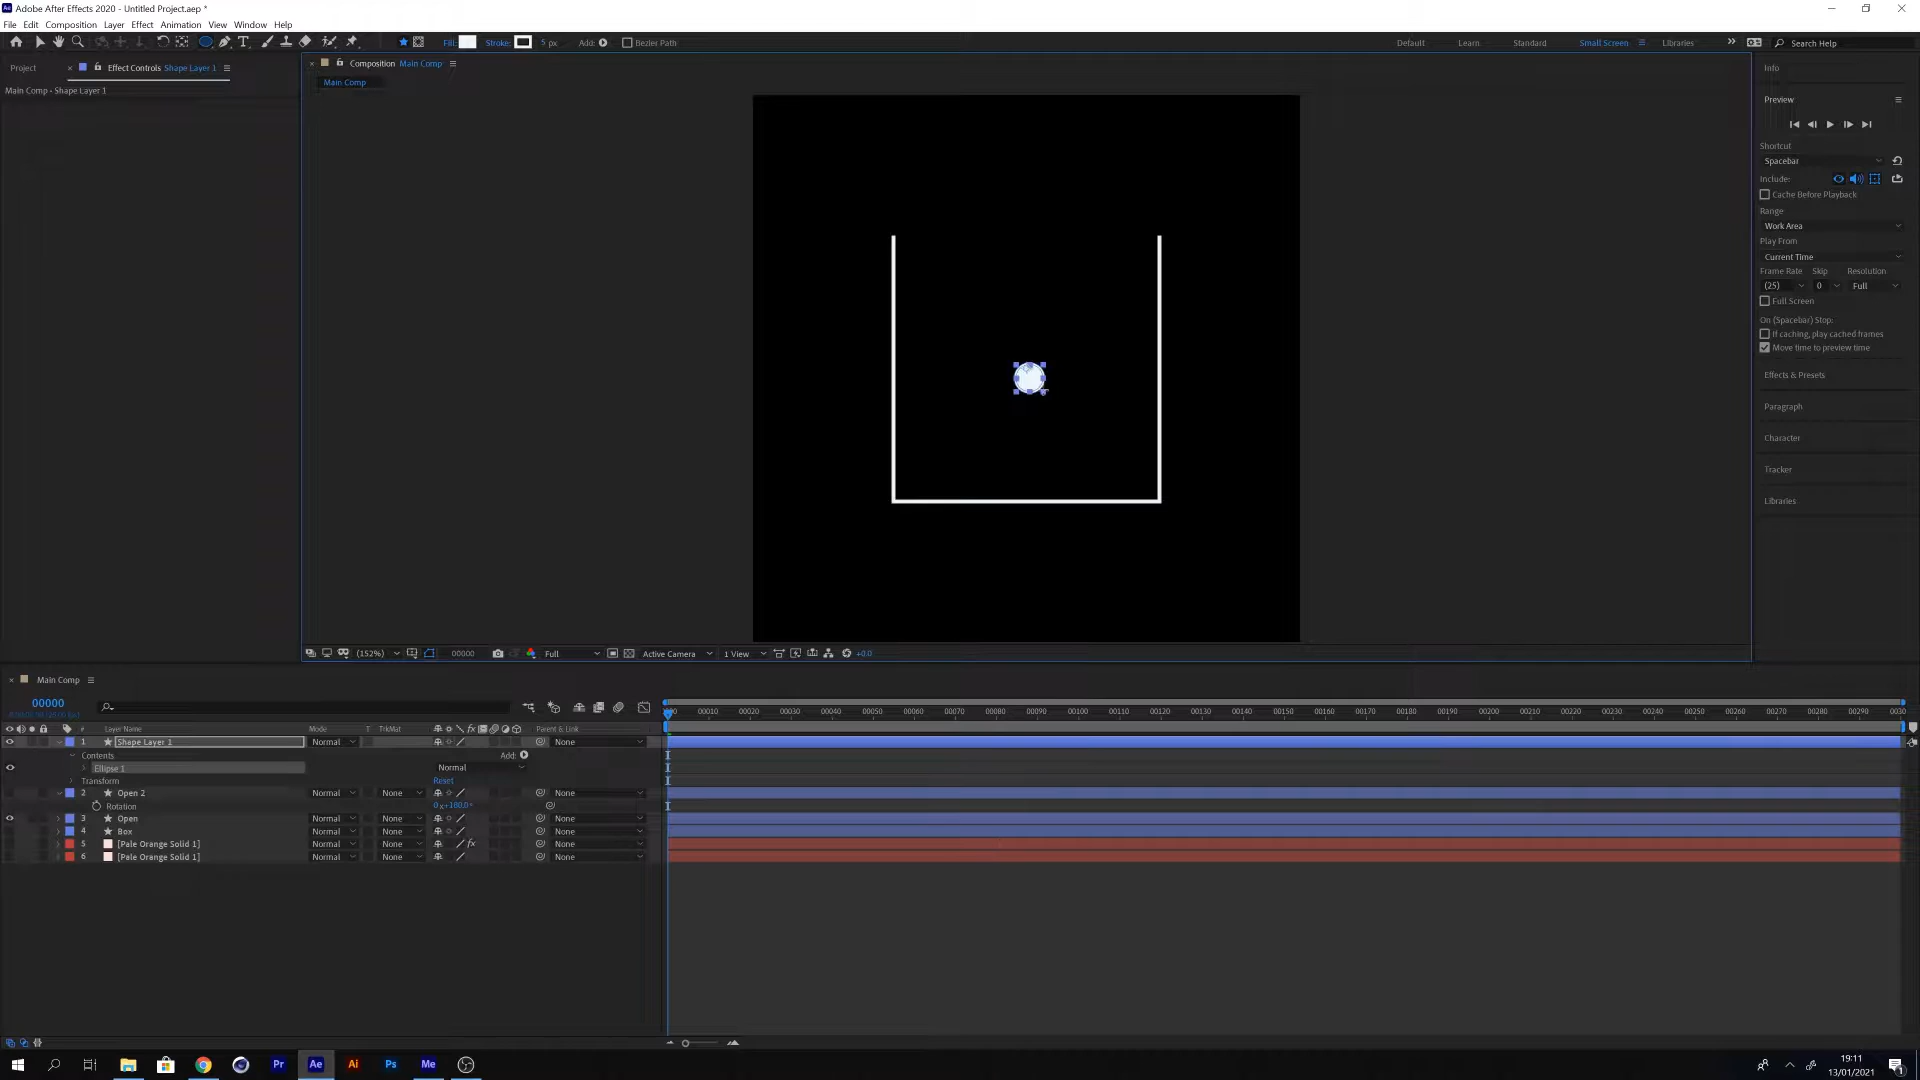 Adobe After Effects 2020 - Untitled Project.aep *
File Edit Composition Layer Effect Animation View Window Help
Fill: Stroke: 5 px Add: Bezier Path
Default Learn Standard Small Screen Libraries Search Help
Project Effect Controls Shape Layer 1
Main Comp - Shape Layer 1
Composition Main Comp
Main Comp
Info
Preview
Shortcut
Spacebar
Include:
Cache Before Playback
Range
Work Area
Play From
Current Time
Frame Rate Skip Resolution
(25) 0 Full
Full Screen
On (Spacebar) Stop:
If caching, play cached frames
Move time to preview time
Effects & Presets
Paragraph
Character
Tracker
Libraries
(152%) 00000 Full Active Camera 1 View +0.0
Main Comp
00000
00010 00020 00030 00040 00050 00060 00070 00080 00090 00100 00110 00120 00130 00140 00150 00160 00170 00180 00190 00200 00210 00220 00230 00240 00250 00260 00270 00280 00290 0030
# Layer Name Mode T TrkMat Parent & Link
1 Shape Layer 1 Normal None
Contents Add:
Ellipse 1 Normal
Transform Reset
2 Open 2 Normal None None
Rotation 0x+180.0°
3 Open Normal None None
4 Box Normal None None
5 [Pale Orange Solid 1] Normal None fx None
6 [Pale Orange Solid 1] Normal None None
Pr Ae Ai Ps Me
19:11
13/01/2021